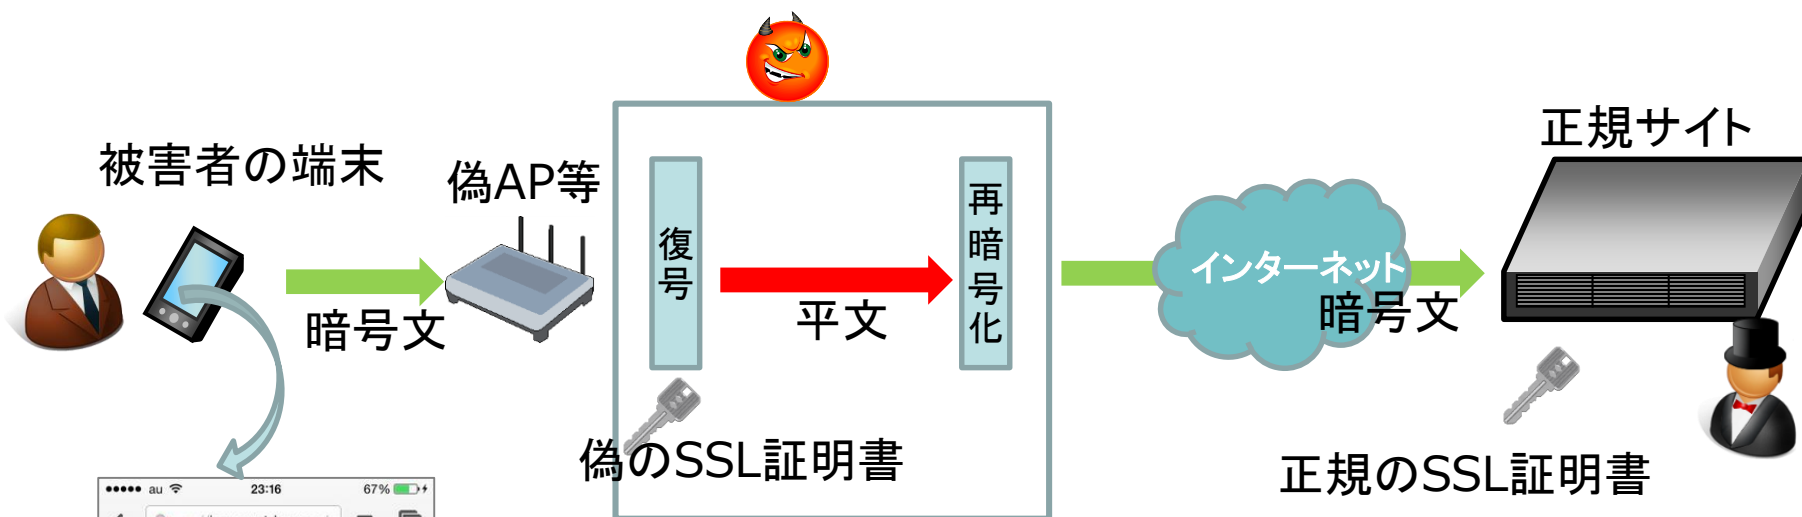 正規サイト
被害者の端末
偽AP等
復号
再暗号化
インターネット
暗号文
平文
暗号文
偽のSSL証明書
正規のSSL証明書
au 23:16 67%